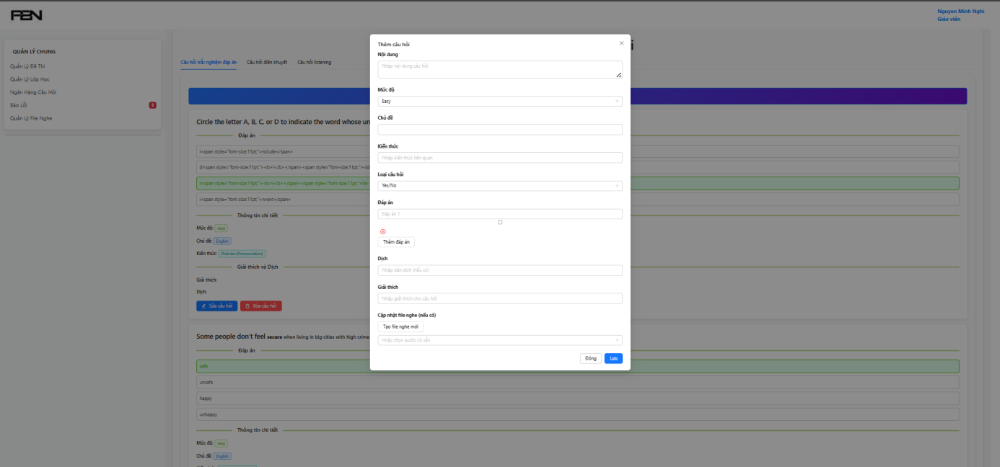 PEN
Nguyen Minh Nghi
Giáo viên
QUẢN LÝ CHUNG
Quản Lý Đề Thi
Quản Lý Lớp Học
Ngân Hàng Câu Hỏi
Báo Lỗi
Quản Lý File Nghe
Câu hỏi trắc nghiệm đáp án
Câu hỏi điền khuyết
Câu hỏi listening
Circle the letter A, B, C, or D to indicate the word whose un
Đáp án
i<span style="font-size:11pt;">nclude</span>
d<span style="font-size:11pt;"> <b>i</b> </span><span style="font-size:11pt;">vid
t<span style="font-size:11pt;"> <b>i</b> </span> <span style="font-size:11pt;">tle
i<span style="font-size:11pt;">nvent</span>
Thông tin chi tiết
Mức độ: easy
Chủ đề: English
Kiến thức: Phát âm (Pronunciation)
Giải thích và Dịch
Giải thích:
Dịch:
Sửa câu hỏi
Xóa câu hỏi
Some people don't feel secure when living in big cities with high crime
Đáp án
safe
unsafe
happy
unhappy
Thông tin chi tiết
Mức độ: easy
Chủ đề: English
Thêm câu hỏi
Nội dung
Nhập nội dung câu hỏi
Mức độ
Easy
Chủ đề
Kiến thức
Nhập kiến thức liên quan
Loại câu hỏi
Yes/No
Đáp án
Đáp án 1
Thêm đáp án
Dịch
Nhập bản dịch (nếu có)
Giải thích
Nhập giải thích cho câu hỏi
Cập nhật file nghe (nếu có)
Tạo file nghe mới
Hoặc chọn audio có sẵn
Đóng
Lưu